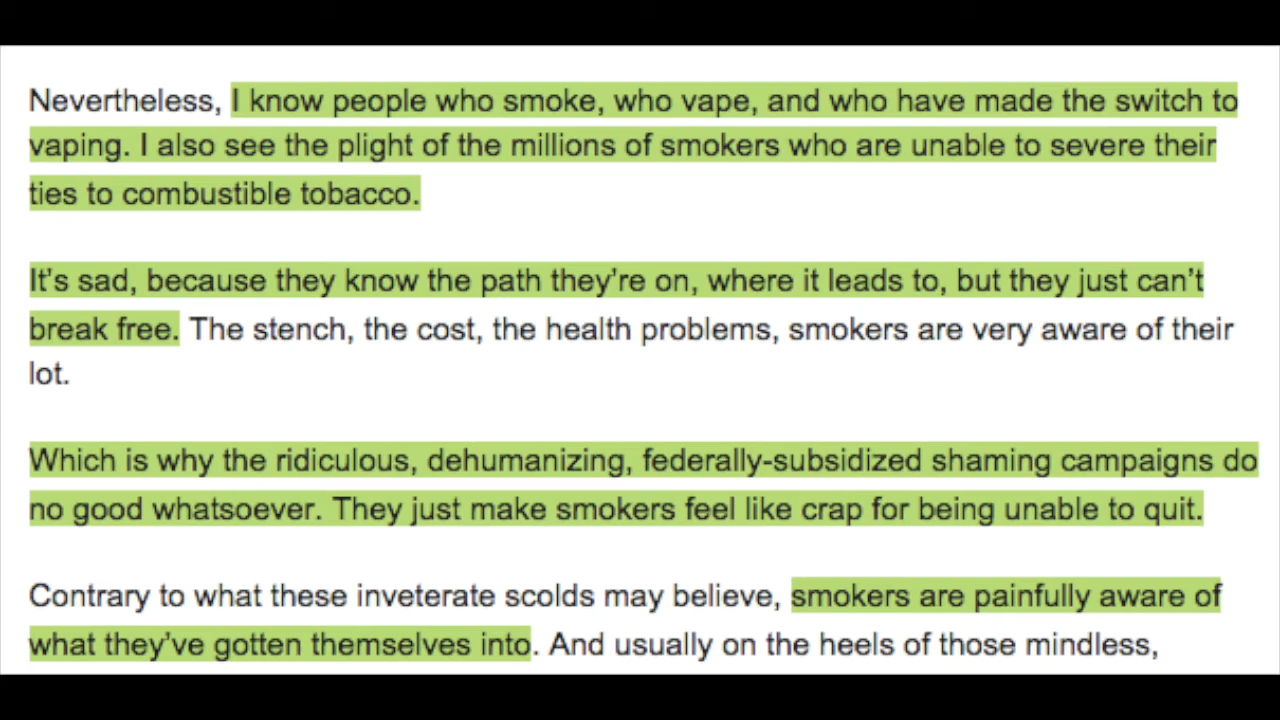 Nevertheless, I know people who smoke, who vape, and who have made the switch to
vaping. I also see the plight of the millions of smokers who are unable to severe their
ties to combustible tobacco.
It's sad, because they know the path they're on, where it leads to, but they just can't
break free. The stench, the cost, the health problems, smokers are very aware of their
lot.
Which is why the ridiculous, dehumanizing, federally-subsidized shaming campaigns do
no good whatsoever. They just make smokers feel like crap for being unable to quit.
Contrary to what these inveterate scolds may believe, smokers are painfully aware of
what they've gotten themselves into. And usually on the heels of those mindless,